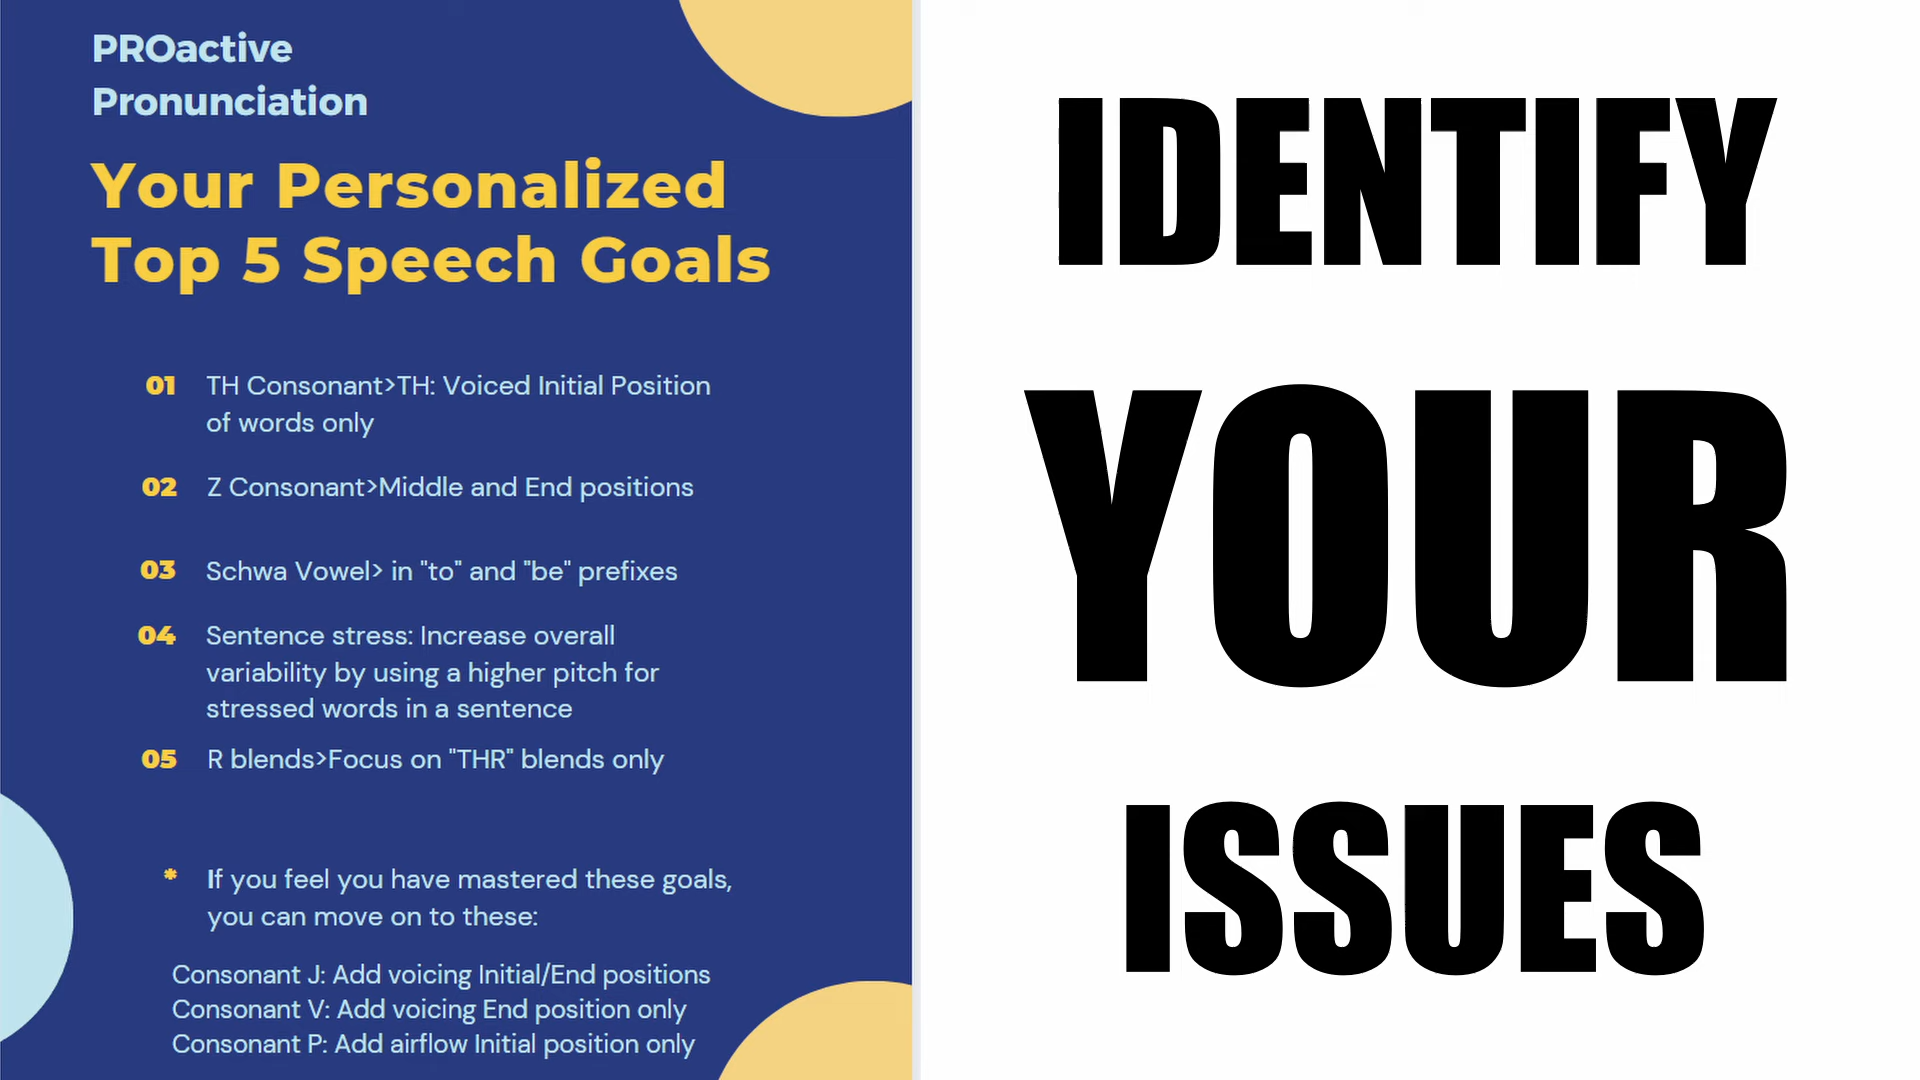 PROactive
Pronunciation
Your Personalized
Top 5 Speech Goals
01 TH Consonant>TH: Voiced Initial Position
of words only
02 Z Consonant>Middle and End positions
03 Schwa Vowel> in "to" and "be" prefixes
04 Sentence stress: Increase overall
variability by using a higher pitch for
stressed words in a sentence
05 R blends>Focus on "THR" blends only
* If you feel you have mastered these goals,
you can move on to these:
Consonant J: Add voicing Initial/End positions
Consonant V: Add voicing End position only
Consonant P: Add airflow Initial position only
IDENTIFY
YOUR
ISSUES